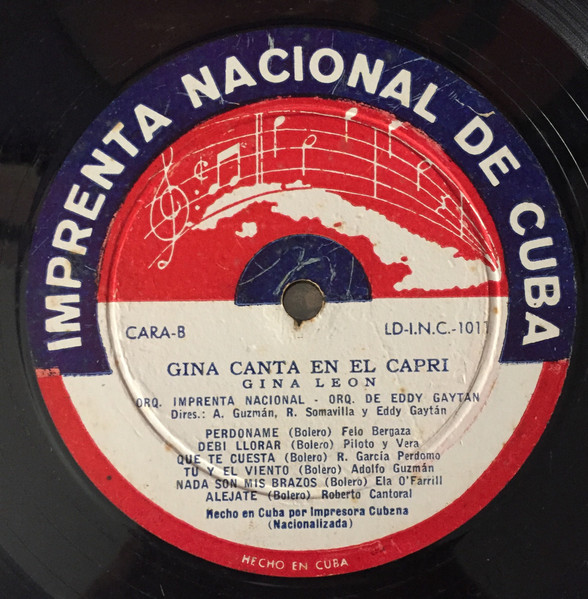 IMPRENTA NACIONAL DE CUBA
CARA-B
LD-I.N.C.-1011
GINA CANTA EN EL CAPRI
GINA LEON
ORQ. IMPRENTA NACIONAL - ORQ. DE EDDY GAYTAN
Dires.: A. Guzmán, R. Somavilla y Eddy Gaytán
PERDONAME (Bolero) Felo Bergaza
DEBI LLORAR (Bolero) Piloto y Vera
QUE TE CUESTA (Bolero) R. García Perdomo
TU Y EL VIENTO (Bolero) Adolfo Guzmán
NADA SON MIS BRAZOS (Bolero) Ela O'Farrill
ALEJATE (Bolero) Roberto Cantoral
Hecho en Cuba por Impresora Cubana
(Nacionalizada)
HECHO EN CUBA